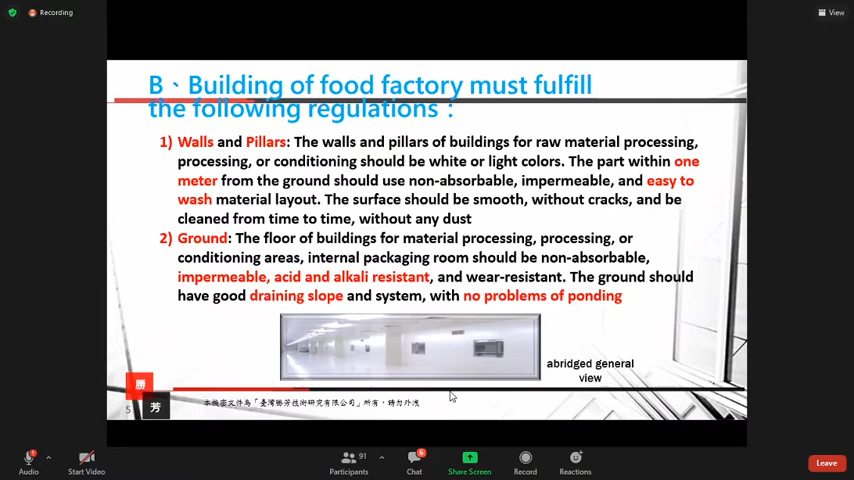 Recording
View
B、Building of food factory must fulfill
the following regulations：
1) Walls and Pillars: The walls and pillars of buildings for raw material processing,
processing, or conditioning should be white or light colors. The part within one
meter from the ground should use non-absorbable, impermeable, and easy to
wash material layout. The surface should be smooth, without cracks, and be
cleaned from time to time, without any dust
2) Ground: The floor of buildings for material processing, processing, or
conditioning areas, internal packaging room should be non-absorbable,
impermeable, acid and alkali resistant, and wear-resistant. The ground should
have good draining slope and system, with no problems of ponding
abridged general
view
勝
5 芳
本機密文件為「臺灣勝芳技術研究有限公司」所有，請勿外洩
91
6
Audio
Start Video
Participants
Chat
Share Screen
Record
Reactions
Leave